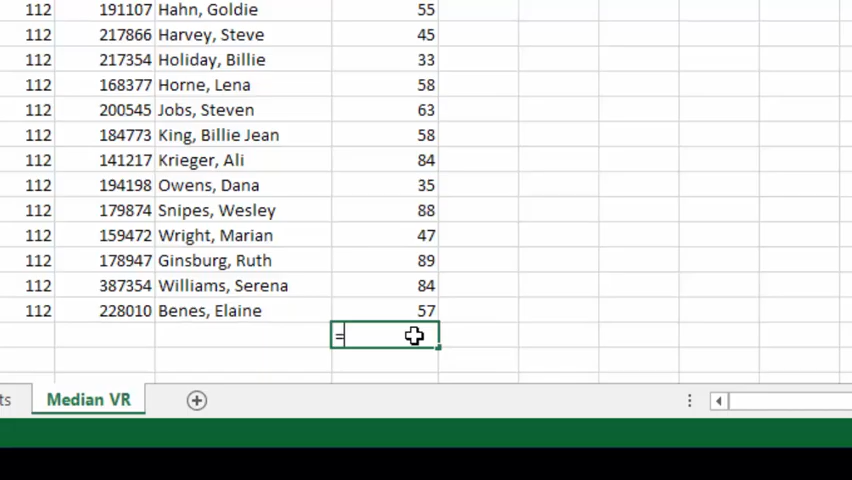 112 191107 Hahn, Goldie 55
112 217866 Harvey, Steve 45
112 217354 Holiday, Billie 33
112 168377 Horne, Lena 58
112 200545 Jobs, Steven 63
112 184773 King, Billie Jean 58
112 141217 Krieger, Ali 84
112 194198 Owens, Dana 35
112 179874 Snipes, Wesley 88
112 159472 Wright, Marian 47
112 178947 Ginsburg, Ruth 89
112 387354 Williams, Serena 84
112 228010 Benes, Elaine 57
=
ts Median VR